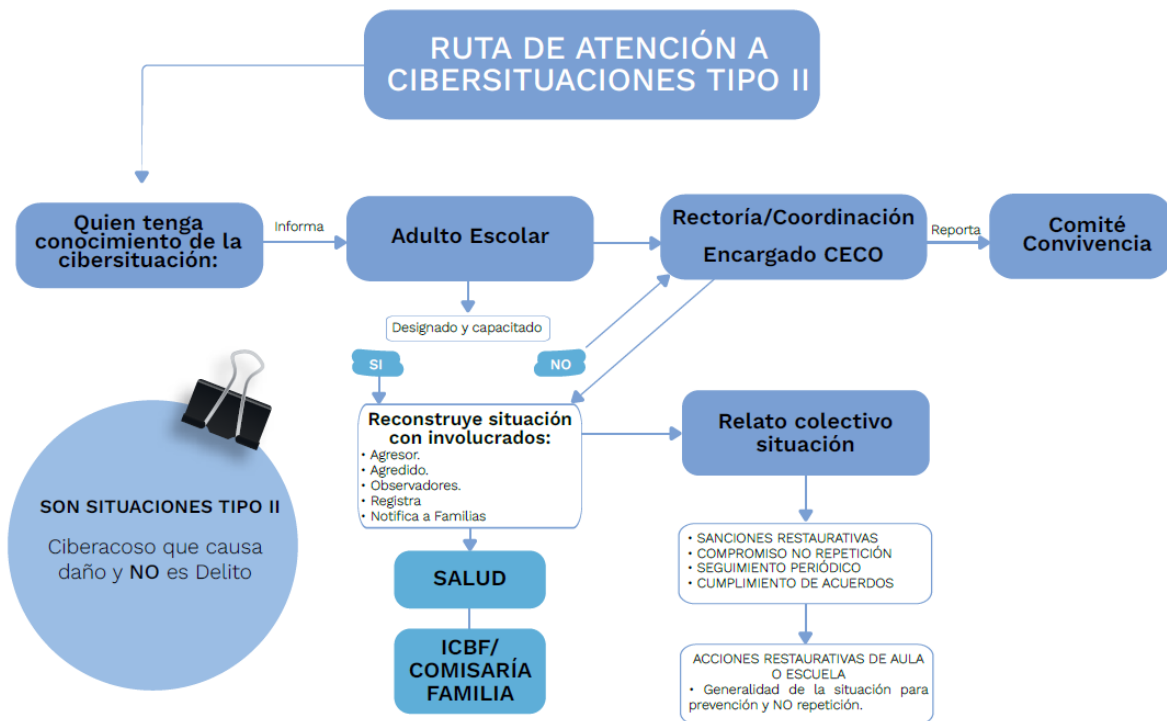 RUTA DE ATENCIÓN A
CIBERSITUACIONES TIPO II
Quien tenga
conocimiento de la
cibersituación:
Informa
Adulto Escolar
Rectoría/Coordinación
Encargado CECO
Reporta
Comité
Convivencia
Designado y capacitado
SI
NO
Reconstruye situación
con involucrados:
• Agresor.
• Agredido.
• Observadores.
• Registra
• Notifica a Familias
Relato colectivo
situación
SON SITUACIONES TIPO II
Ciberacoso que causa
daño y NO es Delito
• SANCIONES RESTAURATIVAS
• COMPROMISO NO REPETICIÓN
• SEGUIMIENTO PERIÓDICO
• CUMPLIMIENTO DE ACUERDOS
SALUD
ICBF/
COMISARÍA
FAMILIA
ACCIONES RESTAURATIVAS DE AULA
O ESCUELA
• Generalidad de la situación para
prevención y NO repetición.